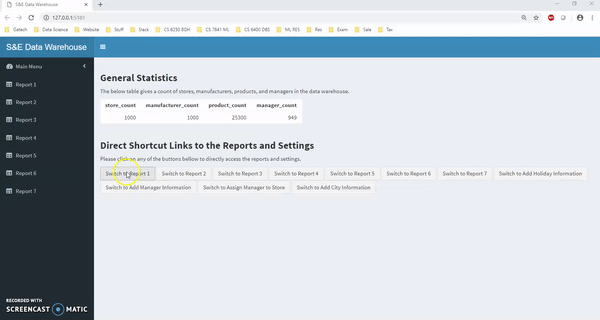 S&E Data Warehouse
127.0.0.1:5101
Gatech Data Science Website Stuff Slack CS 6250 SDH CS 7641 ML CS 6400 DBS ML RES Rec Exam Sale Tax
S&E Data Warehouse
Main Menu
Report 1
Report 2
Report 3
Report 4
Report 5
Report 6
Report 7
General Statistics
The below table gives a count of stores, manufacturers, products, and managers in the data warehouse.
store_count manufacturer_count product_count manager_count
1000 1000 25300 949
Direct Shortcut Links to the Reports and Settings
Please click on any of the buttons bellow to directly access the reports and settings.
Switch to Report 1 Switch to Report 2 Switch to Report 3 Switch to Report 4 Switch to Report 5 Switch to Report 6 Switch to Report 7 Switch to Add Holiday Information
Switch to Add Manager Information Switch to Assign Manager to Store Switch to Add City Information
RECORDED WITH
SCREENCAST MATIC